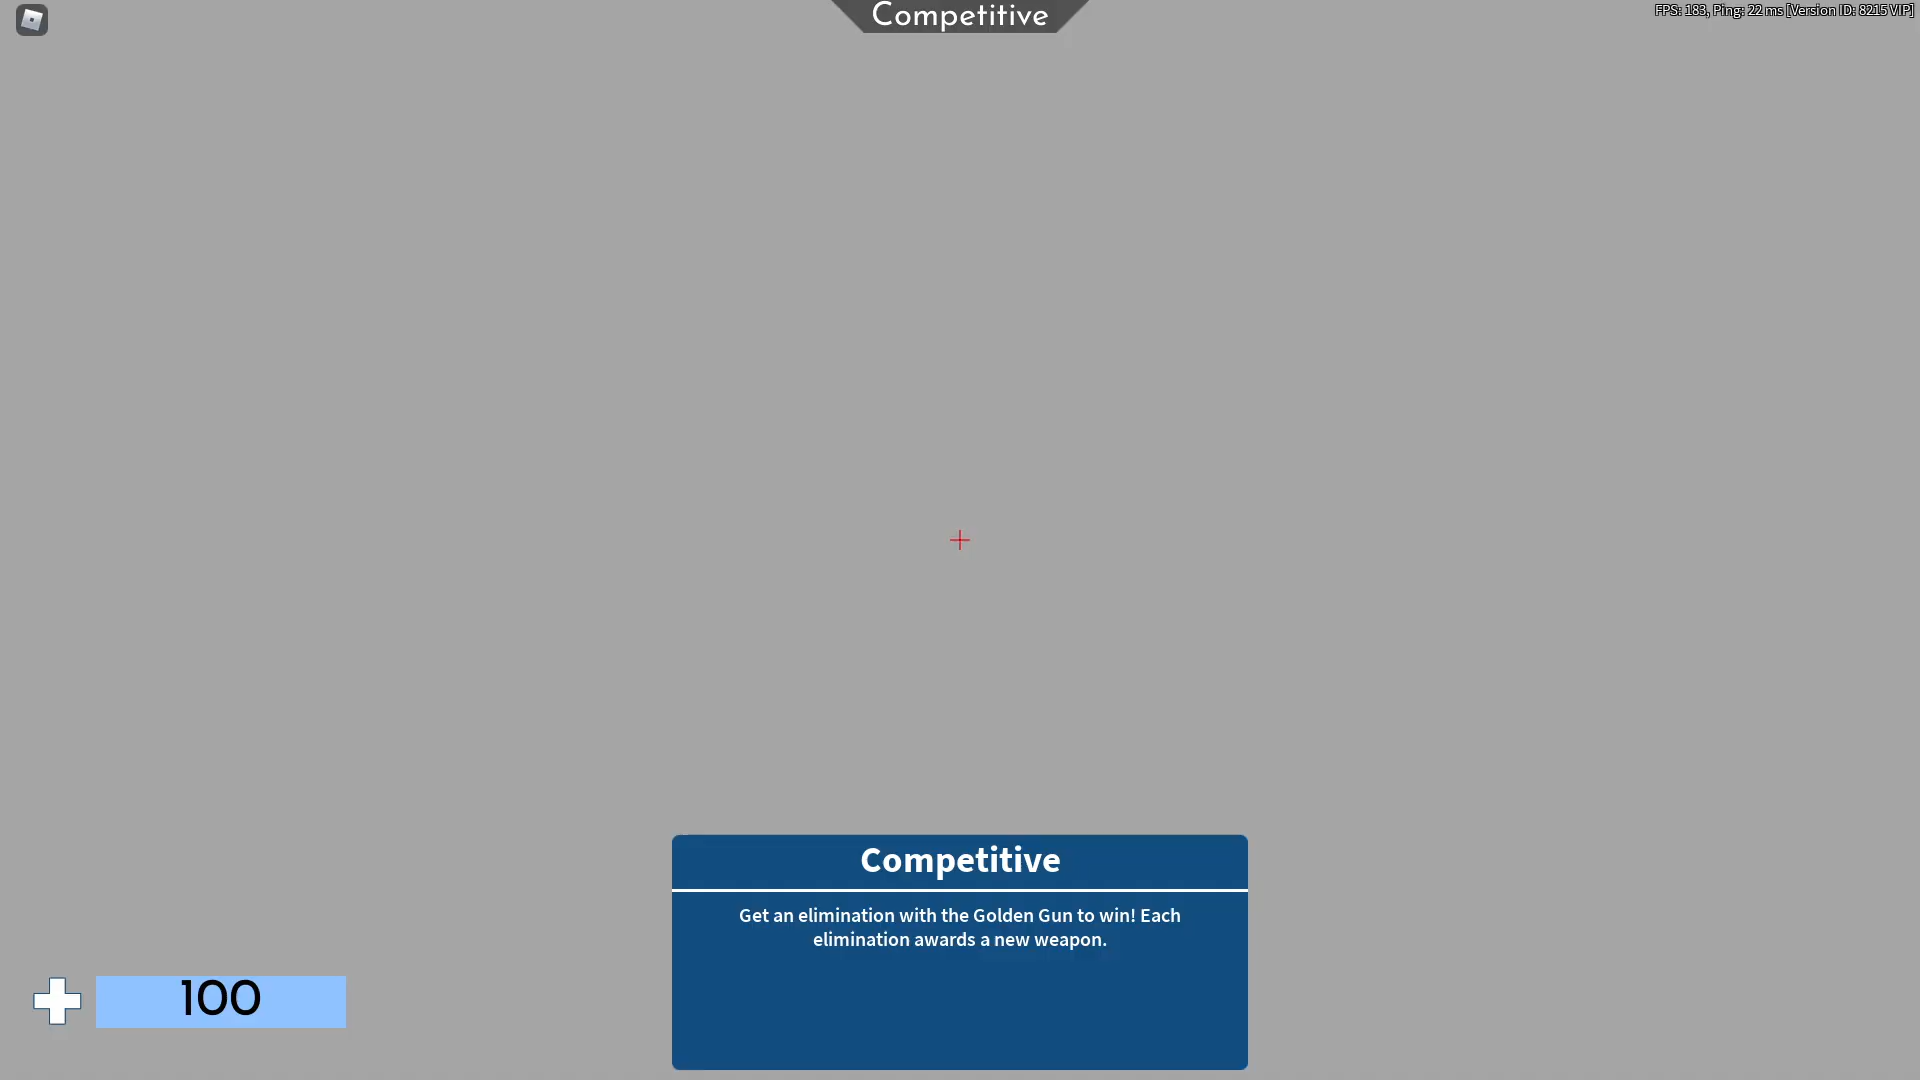 Competitive
FPS: 183, Ping: 22 ms [Version ID: 8215 VIP]
Competitive
Get an elimination with the Golden Gun to win! Each
elimination awards a new weapon.
100